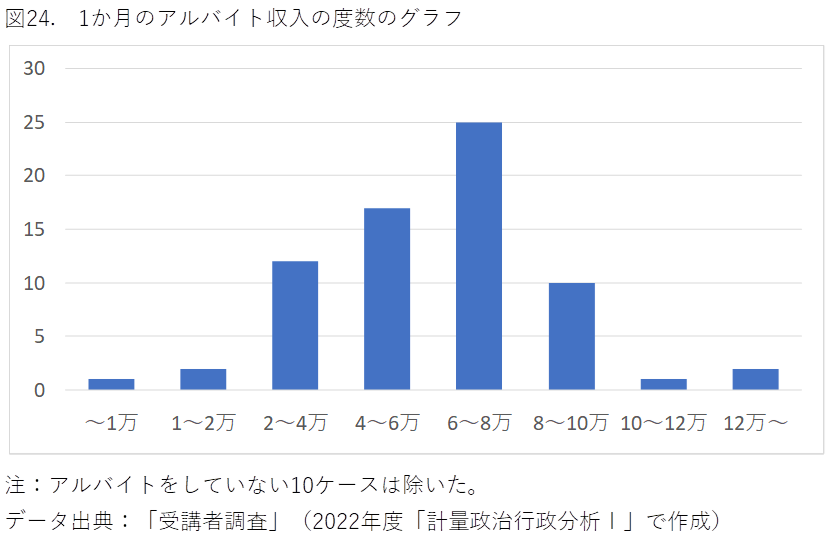 図24.　1か月のアルバイト収入の度数のグラフ
30
25
20
15
10
5
0
～1万 1～2万 2～4万 4～6万 6～8万 8～10万 10～12万 12万～
注：アルバイトをしていない10ケースは除いた。
データ出典：「受講者調査」（2022年度「計量政治行政分析Ⅰ」で作成）